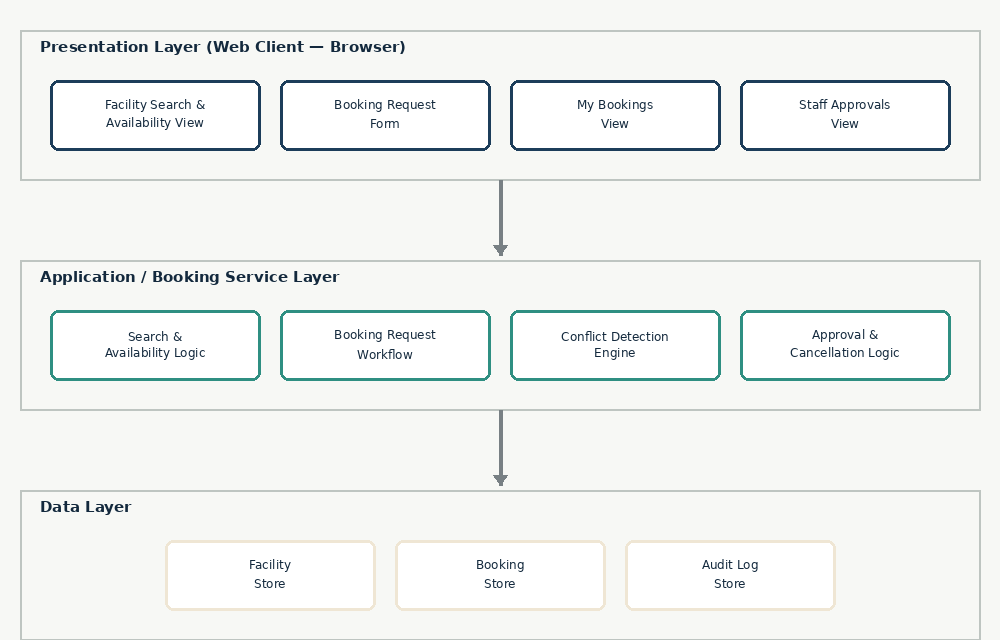 Presentation Layer (Web Client — Browser)
Facility Search &
Availability View
Booking Request
Form
My Bookings
View
Staff Approvals
View
Application / Booking Service Layer
Search &
Availability Logic
Booking Request
Workflow
Conflict Detection
Engine
Approval &
Cancellation Logic
Data Layer
Facility
Store
Booking
Store
Audit Log
Store